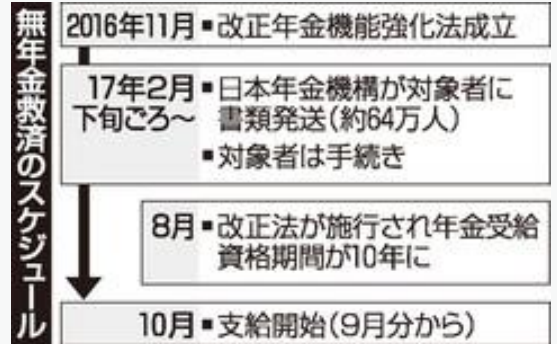 無年金救済のスケジュール
2016年11月■改正年金機能強化法成立
17年2月■日本年金機構が対象者に
下旬ごろ〜 書類発送(約64万人)
■対象者は手続き
8月■改正法が施行され年金受給
資格期間が10年に
10月■支給開始(9月分から)